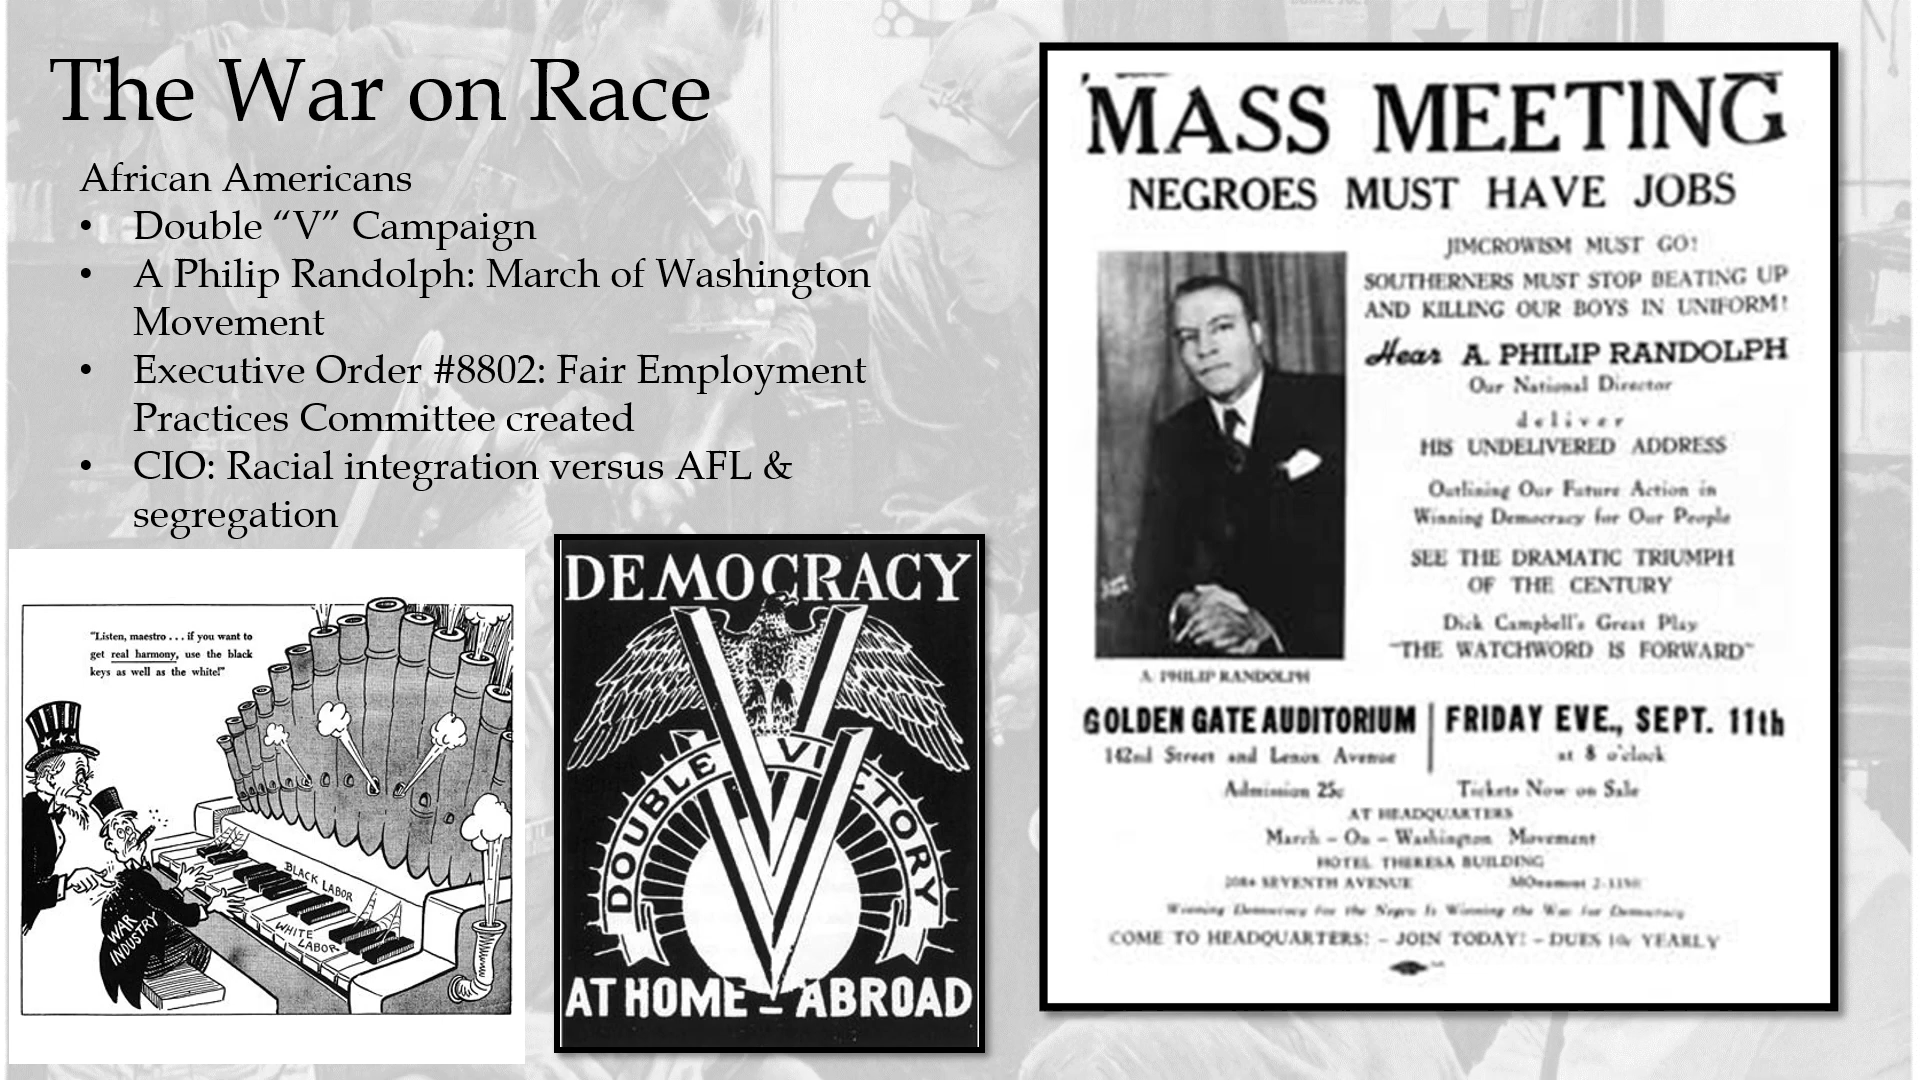 The War on Race
African Americans
• Double “V” Campaign
• A Philip Randolph: March of Washington
Movement
• Executive Order #8802: Fair Employment
Practices Committee created
• CIO: Racial integration versus AFL &
segregation
"Listen, maestro . . . if you want to
get real harmony, use the black
keys as well as the white!"
BLACK LABOR
WHITE
LABOR
WAR
INDUSTRY
DEMOCRACY
DOUBLE VICTORY
AT HOME – ABROAD
MASS MEETING
NEGROES MUST HAVE JOBS
JIMCROWISM MUST GO!
SOUTHERNERS MUST STOP BEATING UP
AND KILLING OUR BOYS IN UNIFORM!
Hear A. PHILIP RANDOLPH
Our National Director
deliver
HIS UNDELIVERED ADDRESS
Outlining Our Future Action in
Winning Democracy for Our People
SEE THE DRAMATIC TRIUMPH
OF THE CENTURY
Dick Campbell's Great Play
"THE WATCHWORD IS FORWARD"
A. PHILIP RANDOLPH
GOLDEN GATE AUDITORIUM
142nd Street and Lenox Avenue
FRIDAY EVE., SEPT. 11th
at 8 o'clock
Admission 25c Tickets Now on Sale
AT HEADQUARTERS
March – On – Washington Movement
HOTEL THERESA BUILDING
SEVENTH AVENUE MOnument
Winning Democracy for the Negro Is Winning the War for Democracy
COME TO HEADQUARTERS! – JOIN TODAY! – DUES 10c YEARLY